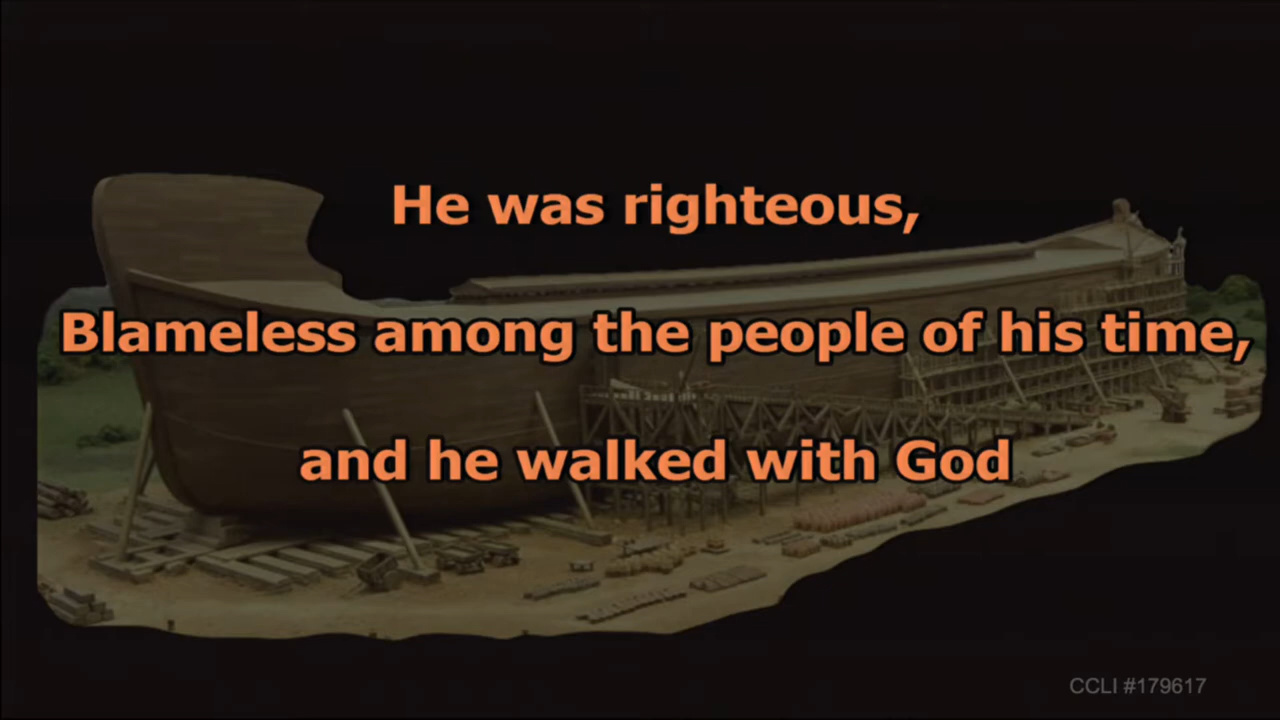 He was righteous,
Blameless among the people of his time,
and he walked with God
CCLI #179617